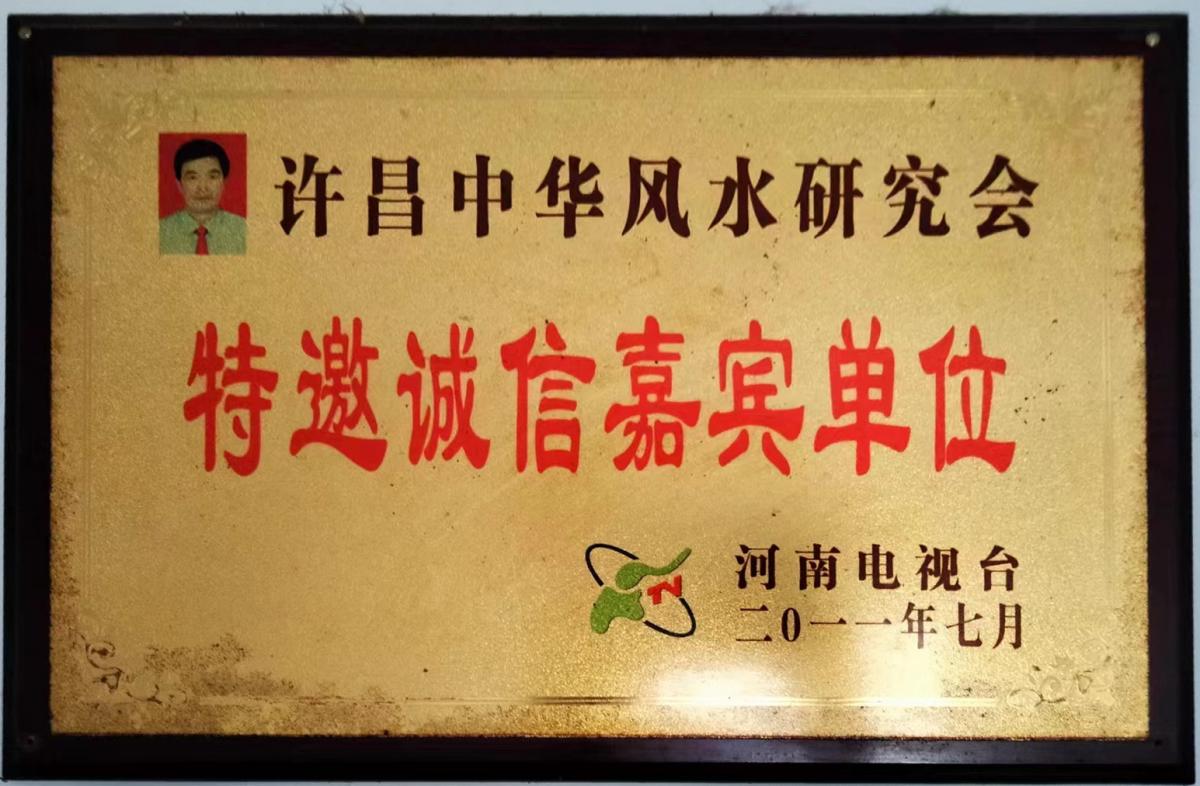 许昌中华风水研究会
特邀诚信嘉宾单位
河南电视台
二0一一年七月